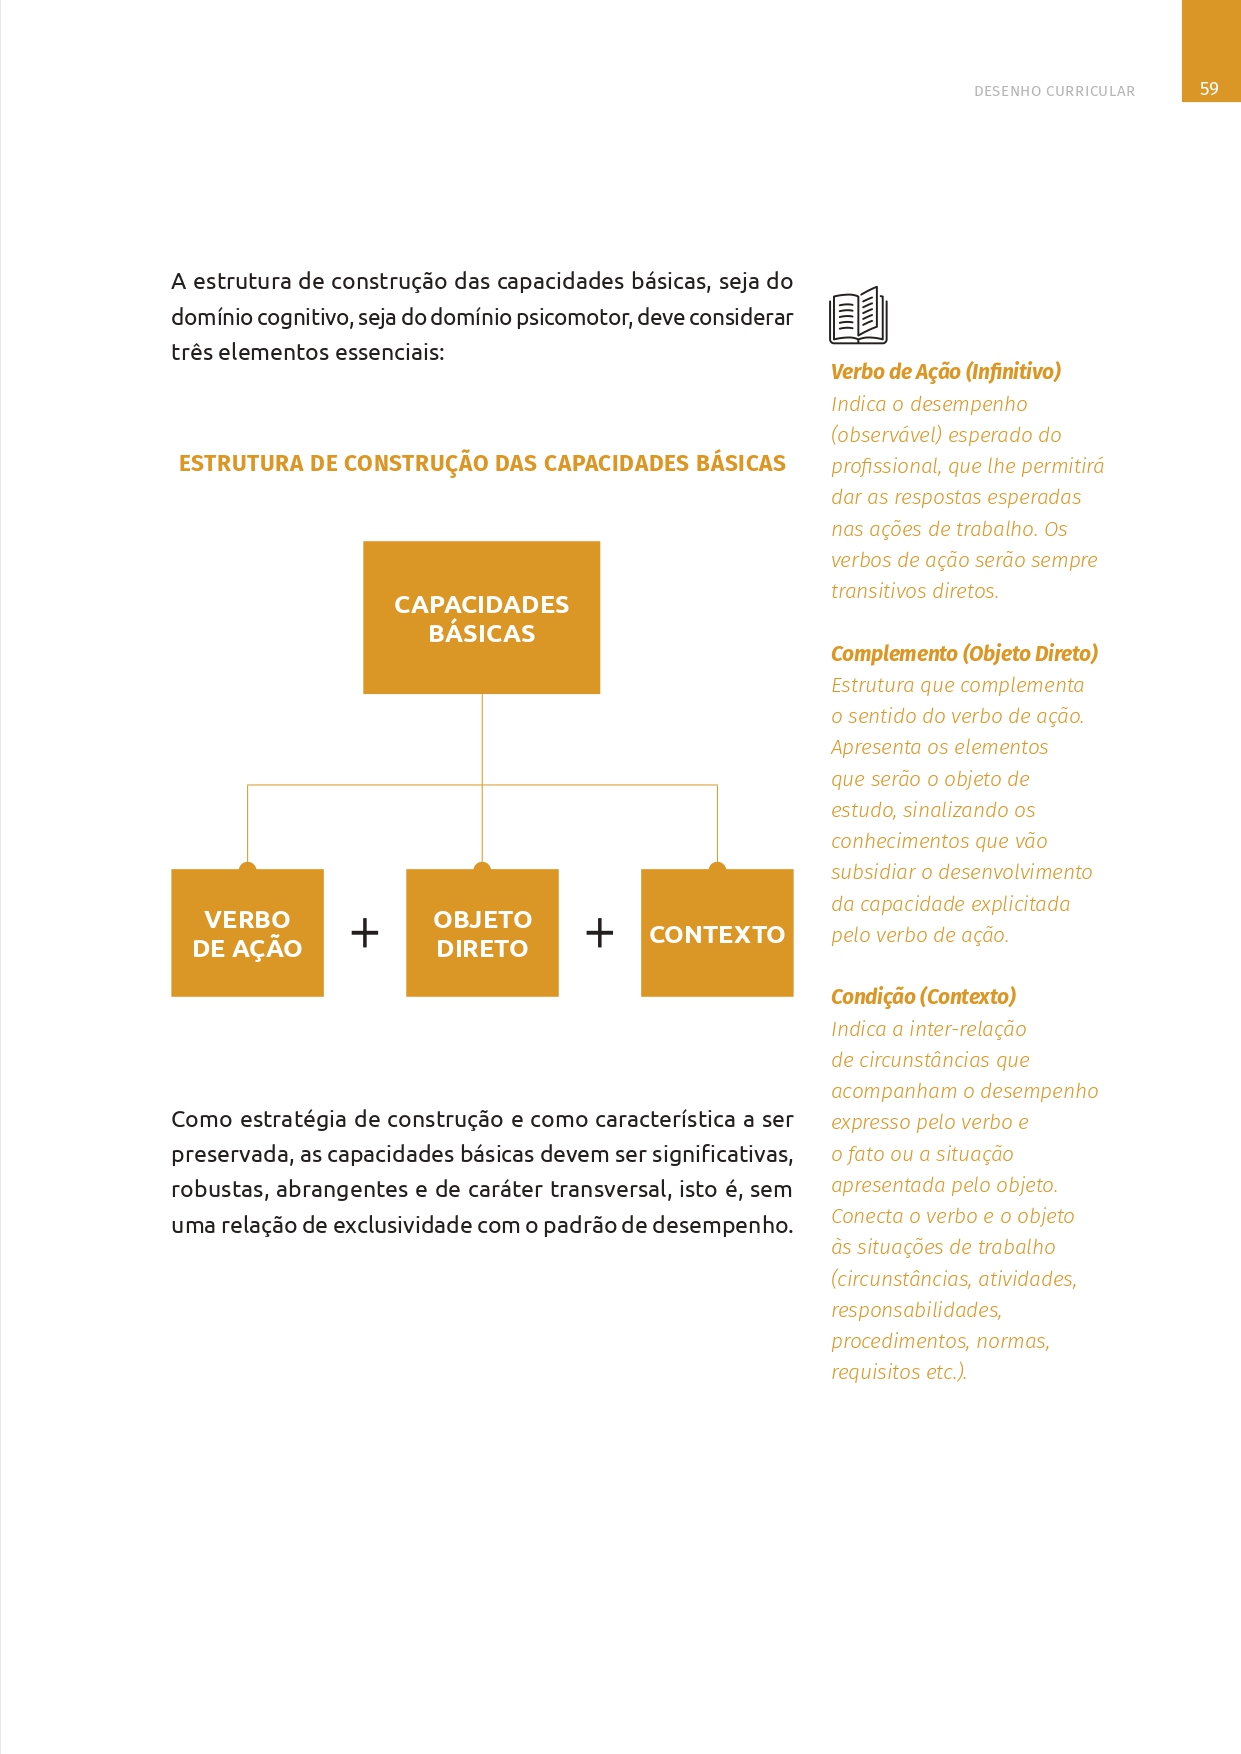 DESENHO CURRICULAR
59
A estrutura de construção das capacidades básicas, seja do
domínio cognitivo, seja do domínio psicomotor, deve considerar
três elementos essenciais:
ESTRUTURA DE CONSTRUÇÃO DAS CAPACIDADES BÁSICAS
CAPACIDADES
BÁSICAS
VERBO
DE AÇÃO
+
OBJETO
DIRETO
+
CONTEXTO
Como estratégia de construção e como característica a ser
preservada, as capacidades básicas devem ser significativas,
robustas, abrangentes e de caráter transversal, isto é, sem
uma relação de exclusividade com o padrão de desempenho.
Verbo de Ação (Infinitivo)
Indica o desempenho
(observável) esperado do
profissional, que lhe permitirá
dar as respostas esperadas
nas ações de trabalho. Os
verbos de ação serão sempre
transitivos diretos.
Complemento (Objeto Direto)
Estrutura que complementa
o sentido do verbo de ação.
Apresenta os elementos
que serão o objeto de
estudo, sinalizando os
conhecimentos que vão
subsidiar o desenvolvimento
da capacidade explicitada
pelo verbo de ação.
Condição (Contexto)
Indica a inter-relação
de circunstâncias que
acompanham o desempenho
expresso pelo verbo e
o fato ou a situação
apresentada pelo objeto.
Conecta o verbo e o objeto
às situações de trabalho
(circunstâncias, atividades,
responsabilidades,
procedimentos, normas,
requisitos etc.).